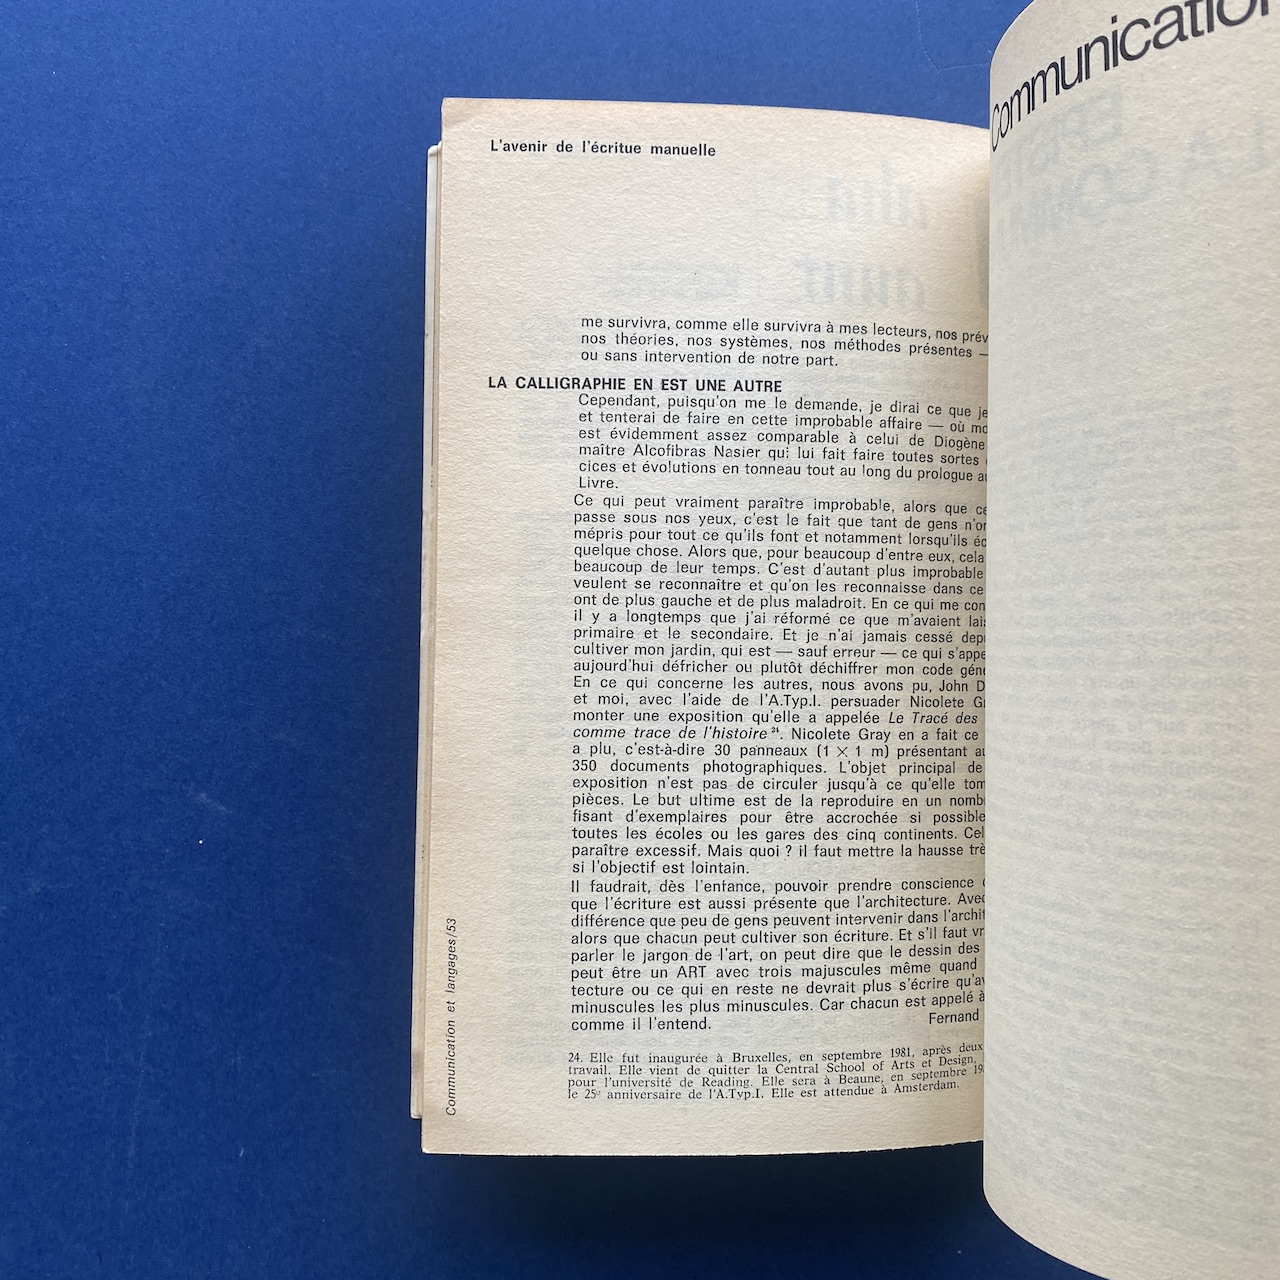 L'avenir de l'écritue manuelle
me survivra, comme elle survivra à mes lecteurs, nos prév
nos théories, nos systèmes, nos méthodes présentes —
ou sans intervention de notre part.
LA CALLIGRAPHIE EN EST UNE AUTRE
Cependant, puisqu'on me le demande, je dirai ce que je
et tenterai de faire en cette improbable affaire — où mo
est évidemment assez comparable à celui de Diogène
maître Alcofibras Nasier qui lui fait faire toutes sortes
cices et évolutions en tonneau tout au long du prologue au
Livre.
Ce qui peut vraiment paraître improbable, alors que ce
passe sous nos yeux, c'est le fait que tant de gens n'on
mépris pour tout ce qu'ils font et notamment lorsqu'ils éc
quelque chose. Alors que, pour beaucoup d'entre eux, cela
beaucoup de leur temps. C'est d'autant plus improbable
veulent se reconnaître et qu'on les reconnaisse dans ce
ont de plus gauche et de plus maladroit. En ce qui me con
il y a longtemps que j'ai réformé ce que m'avaient lais
primaire et le secondaire. Et je n'ai jamais cessé depu
cultiver mon jardin, qui est — sauf erreur — ce qui s'appe
aujourd'hui défricher ou plutôt déchiffrer mon code géné
En ce qui concerne les autres, nous avons pu, John D
et moi, avec l'aide de l'A.Typ.I. persuader Nicolete Gr
monter une exposition qu'elle a appelée Le Tracé des
comme trace de l'histoire 24. Nicolete Gray en a fait ce
a plu, c'est-à-dire 30 panneaux (1 × 1 m) présentant au
350 documents photographiques. L'objet principal de
exposition n'est pas de circuler jusqu'à ce qu'elle tom
pièces. Le but ultime est de la reproduire en un nomb
fisant d'exemplaires pour être accrochée si possible
toutes les écoles ou les gares des cinq continents. Cel
paraître excessif. Mais quoi ? il faut mettre la hausse trè
si l'objectif est lointain.
Il faudrait, dès l'enfance, pouvoir prendre conscience
que l'écriture est aussi présente que l'architecture. Avec
différence que peu de gens peuvent intervenir dans l'archit
alors que chacun peut cultiver son écriture. Et s'il faut vr
parler le jargon de l'art, on peut dire que le dessin des
peut être un ART avec trois majuscules même quand
tecture ou ce qui en reste ne devrait plus s'écrire qu'av
minuscules les plus minuscules. Car chacun est appelé à
comme il l'entend.
Fernand
24. Elle fut inaugurée à Bruxelles, en septembre 1981, après deux
travail. Elle vient de quitter la Central School of Arts et Design,
pour l'université de Reading. Elle sera à Beaune, en septembre 19
le 25e anniversaire de l'A.Typ.I. Elle est attendue à Amsterdam.
Communication et langages/53
Communication